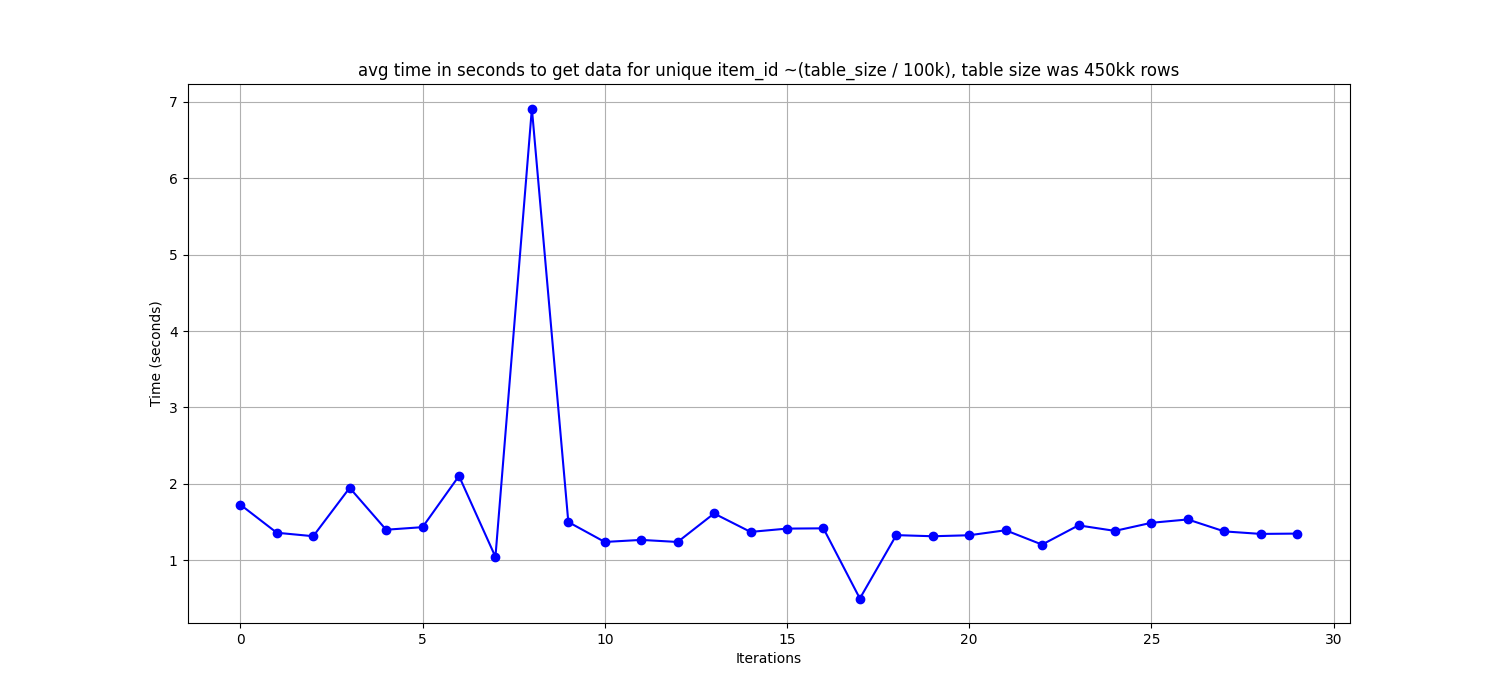 avg time in seconds to get data for unique item_id ~(table_size / 100k), table size was 450kk rows
7
6
5
4
3
2
1
Time (seconds)
0 5 10 15 20 25 30
Iterations